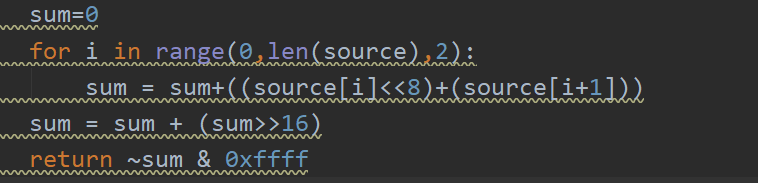 sum=0
for i in range(0,len(source),2):
sum = sum+((source[i]<<8)+(source[i+1]))
sum = sum + (sum>>16)
return ~sum & 0xffff